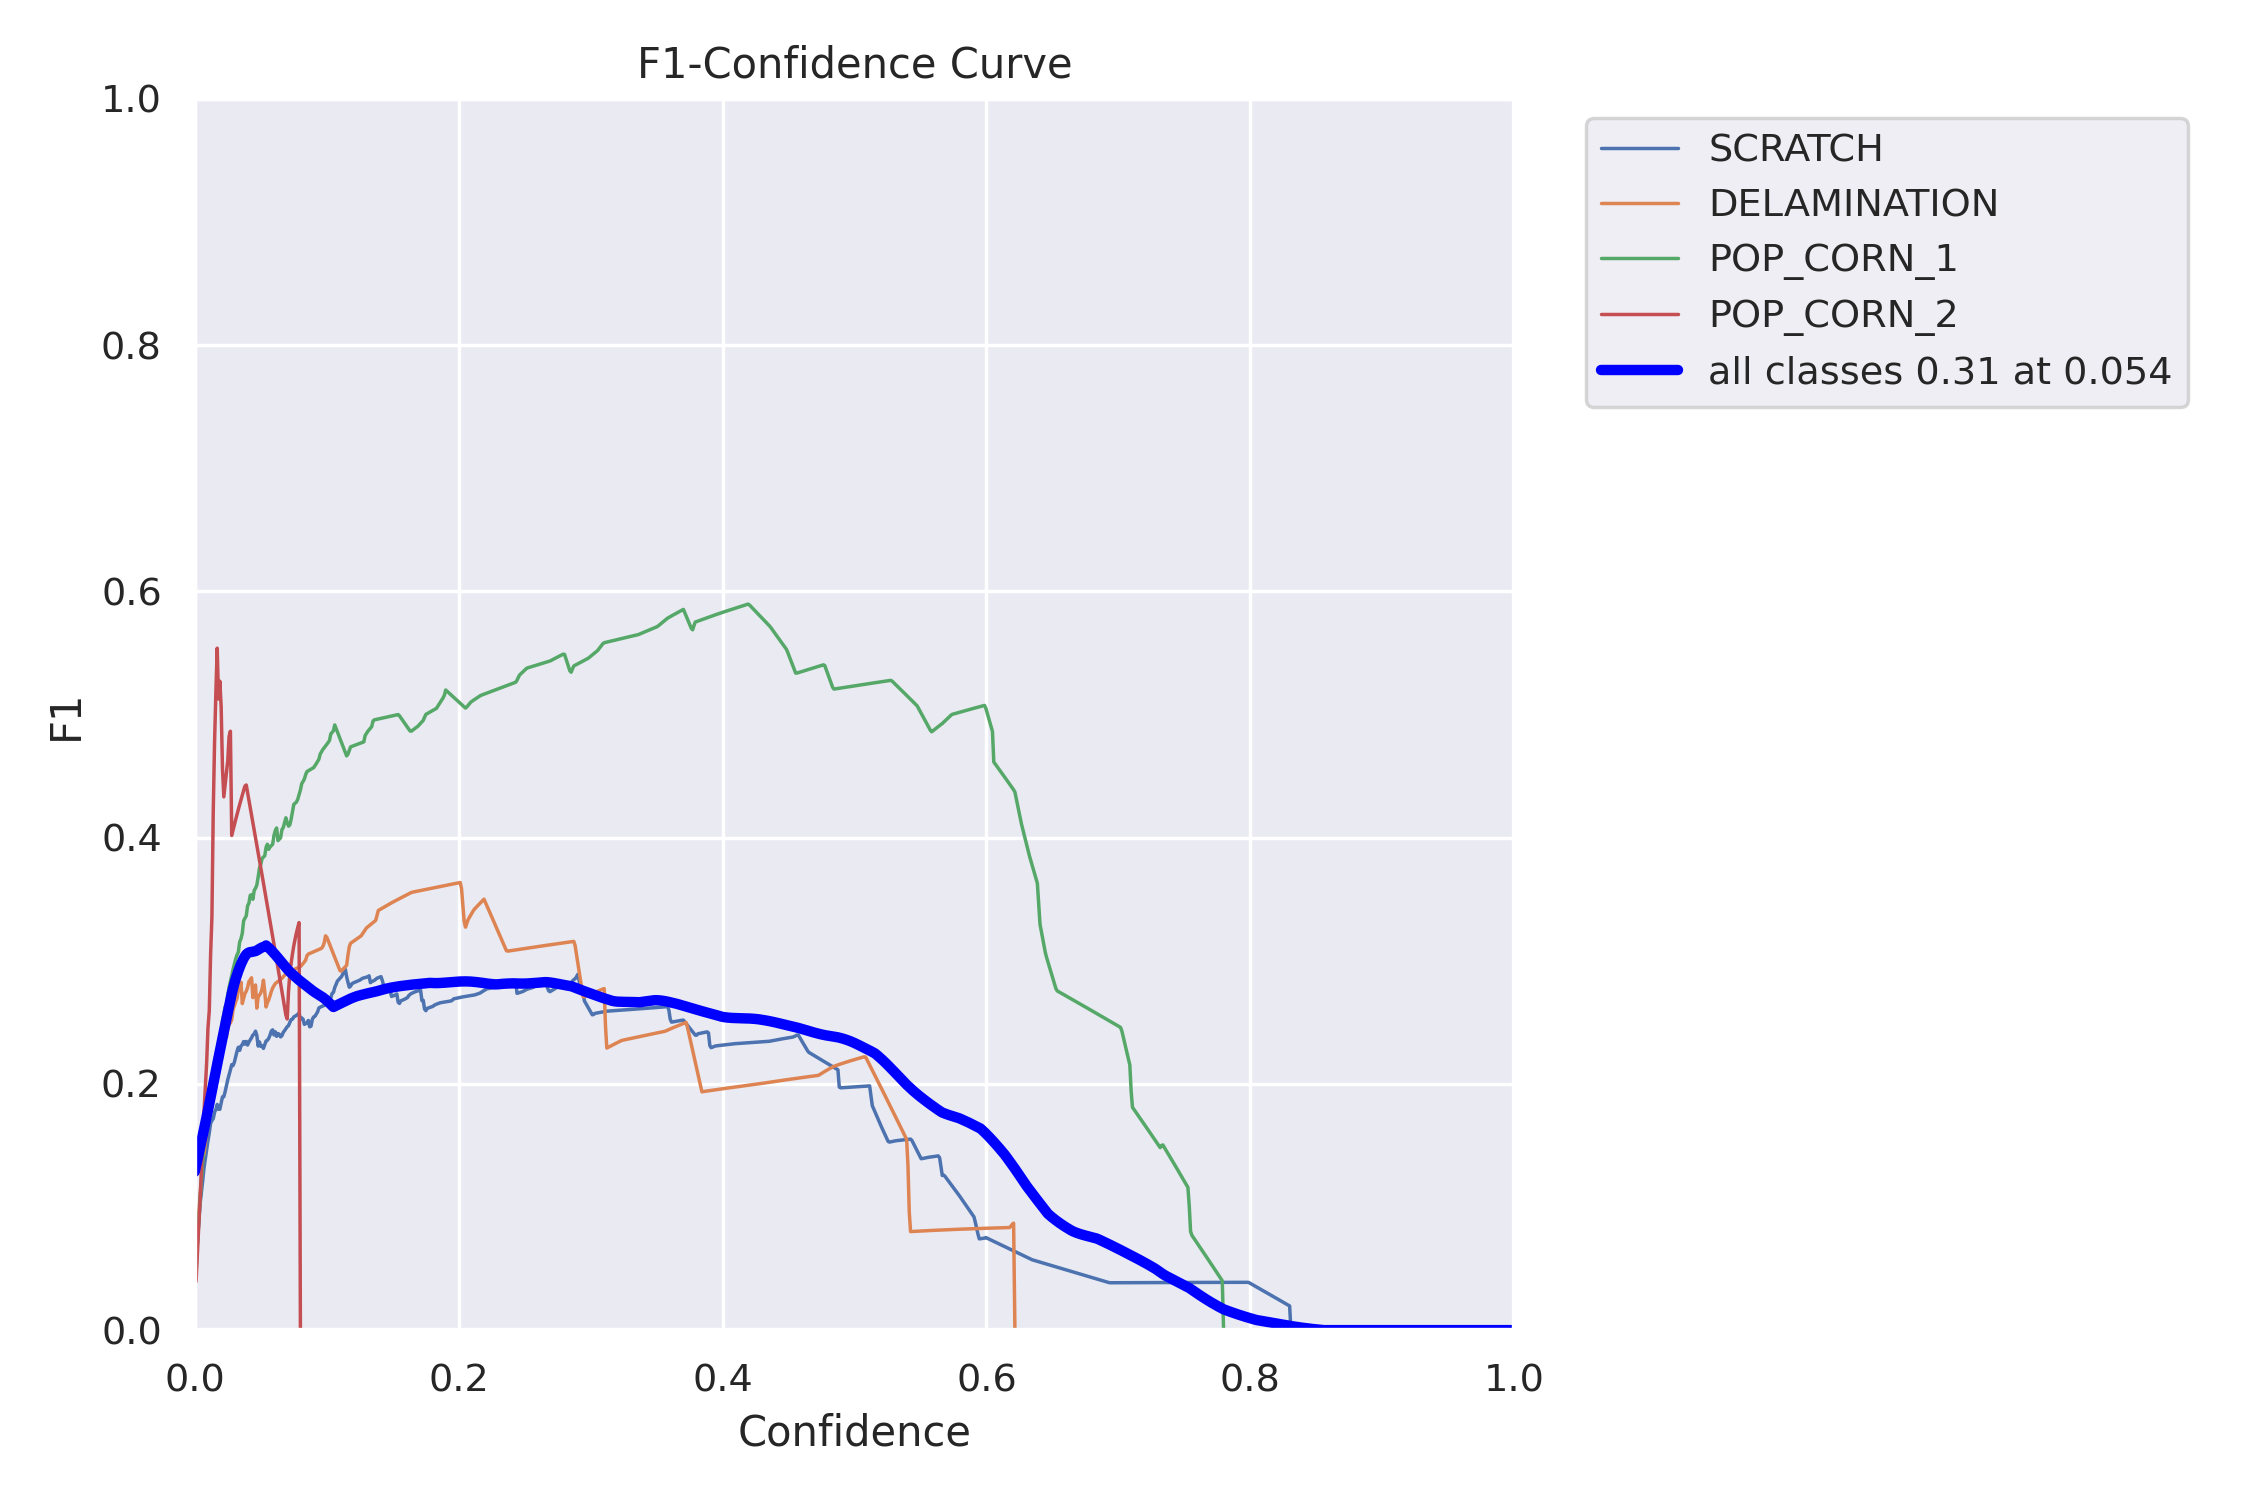 F1-Confidence Curve
1.0
0.8
0.6
0.4
0.2
0.0
F1
0.0 0.2 0.4 0.6 0.8 1.0
Confidence
SCRATCH
DELAMINATION
POP_CORN_1
POP_CORN_2
all classes 0.31 at 0.054